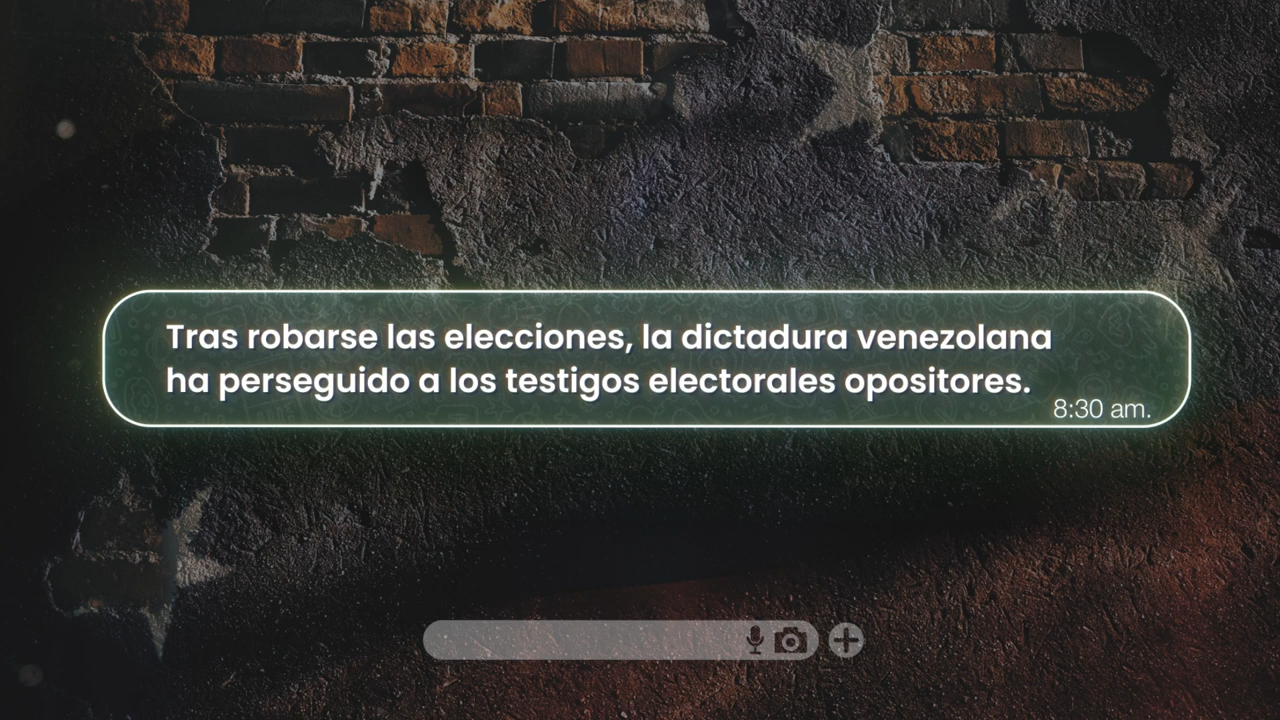 Tras robarse las elecciones, la dictadura venezolana
ha perseguido a los testigos electorales opositores.
8:30 am.